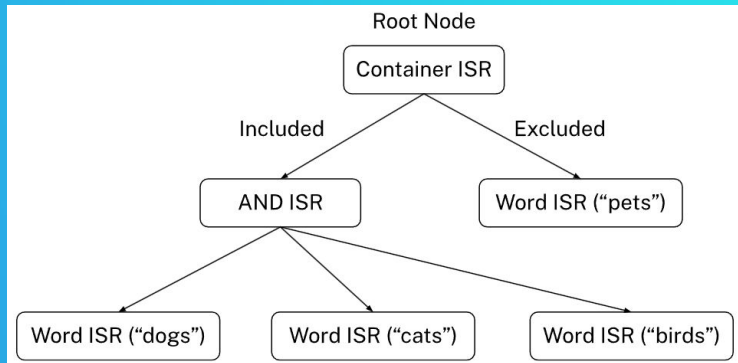 Root Node
Container ISR
Included
Excluded
AND ISR
Word ISR (“pets”)
Word ISR (“dogs”)
Word ISR (“cats”)
Word ISR (“birds”)